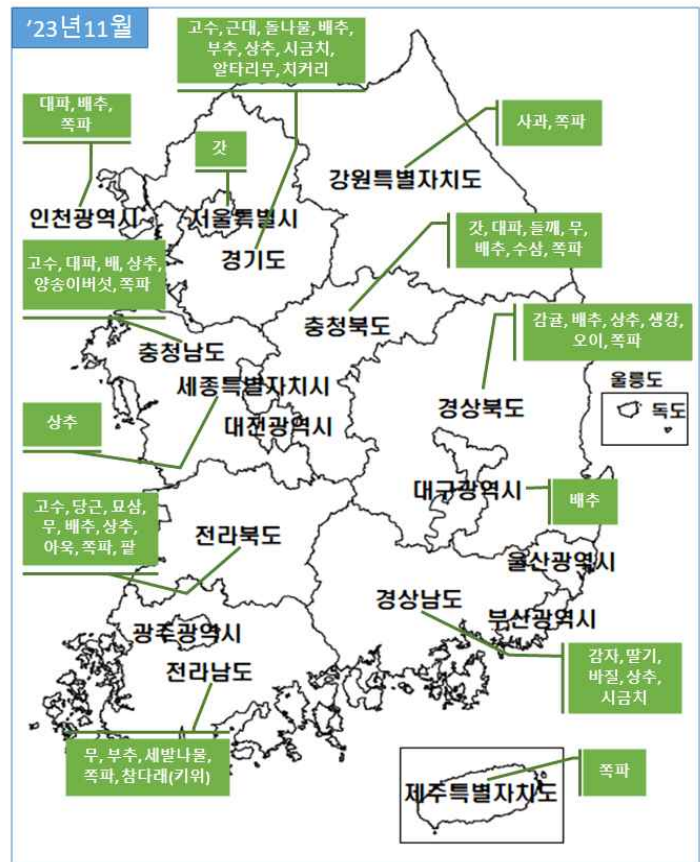 '23년11월
고수, 근대, 돌나물, 배추,
부추, 상추, 시금치,
알타리무, 치커리
대파, 배추,
쪽파
갓
사과, 쪽파
강원특별자치도
인천광역시
서울특별시
경기도
갓, 대파, 들깨, 무,
배추, 수삼, 쪽파
고수, 대파, 배, 상추,
양송이버섯, 쪽파
충청북도
충청남도
감귤, 배추, 상추, 생강,
오이, 쪽파
세종특별자치시
경상북도
울릉도
독도
상추
대전광역시
대구광역시
배추
고수, 당근, 묘삼,
무, 배추, 상추,
아욱, 쪽파, 팥
전라북도
울산광역시
경상남도
부산광역시
광주광역시
전라남도
감자, 딸기,
바질, 상추,
시금치
무, 부추, 세발나물,
쪽파, 참다래(키위)
제주특별자치도
쪽파